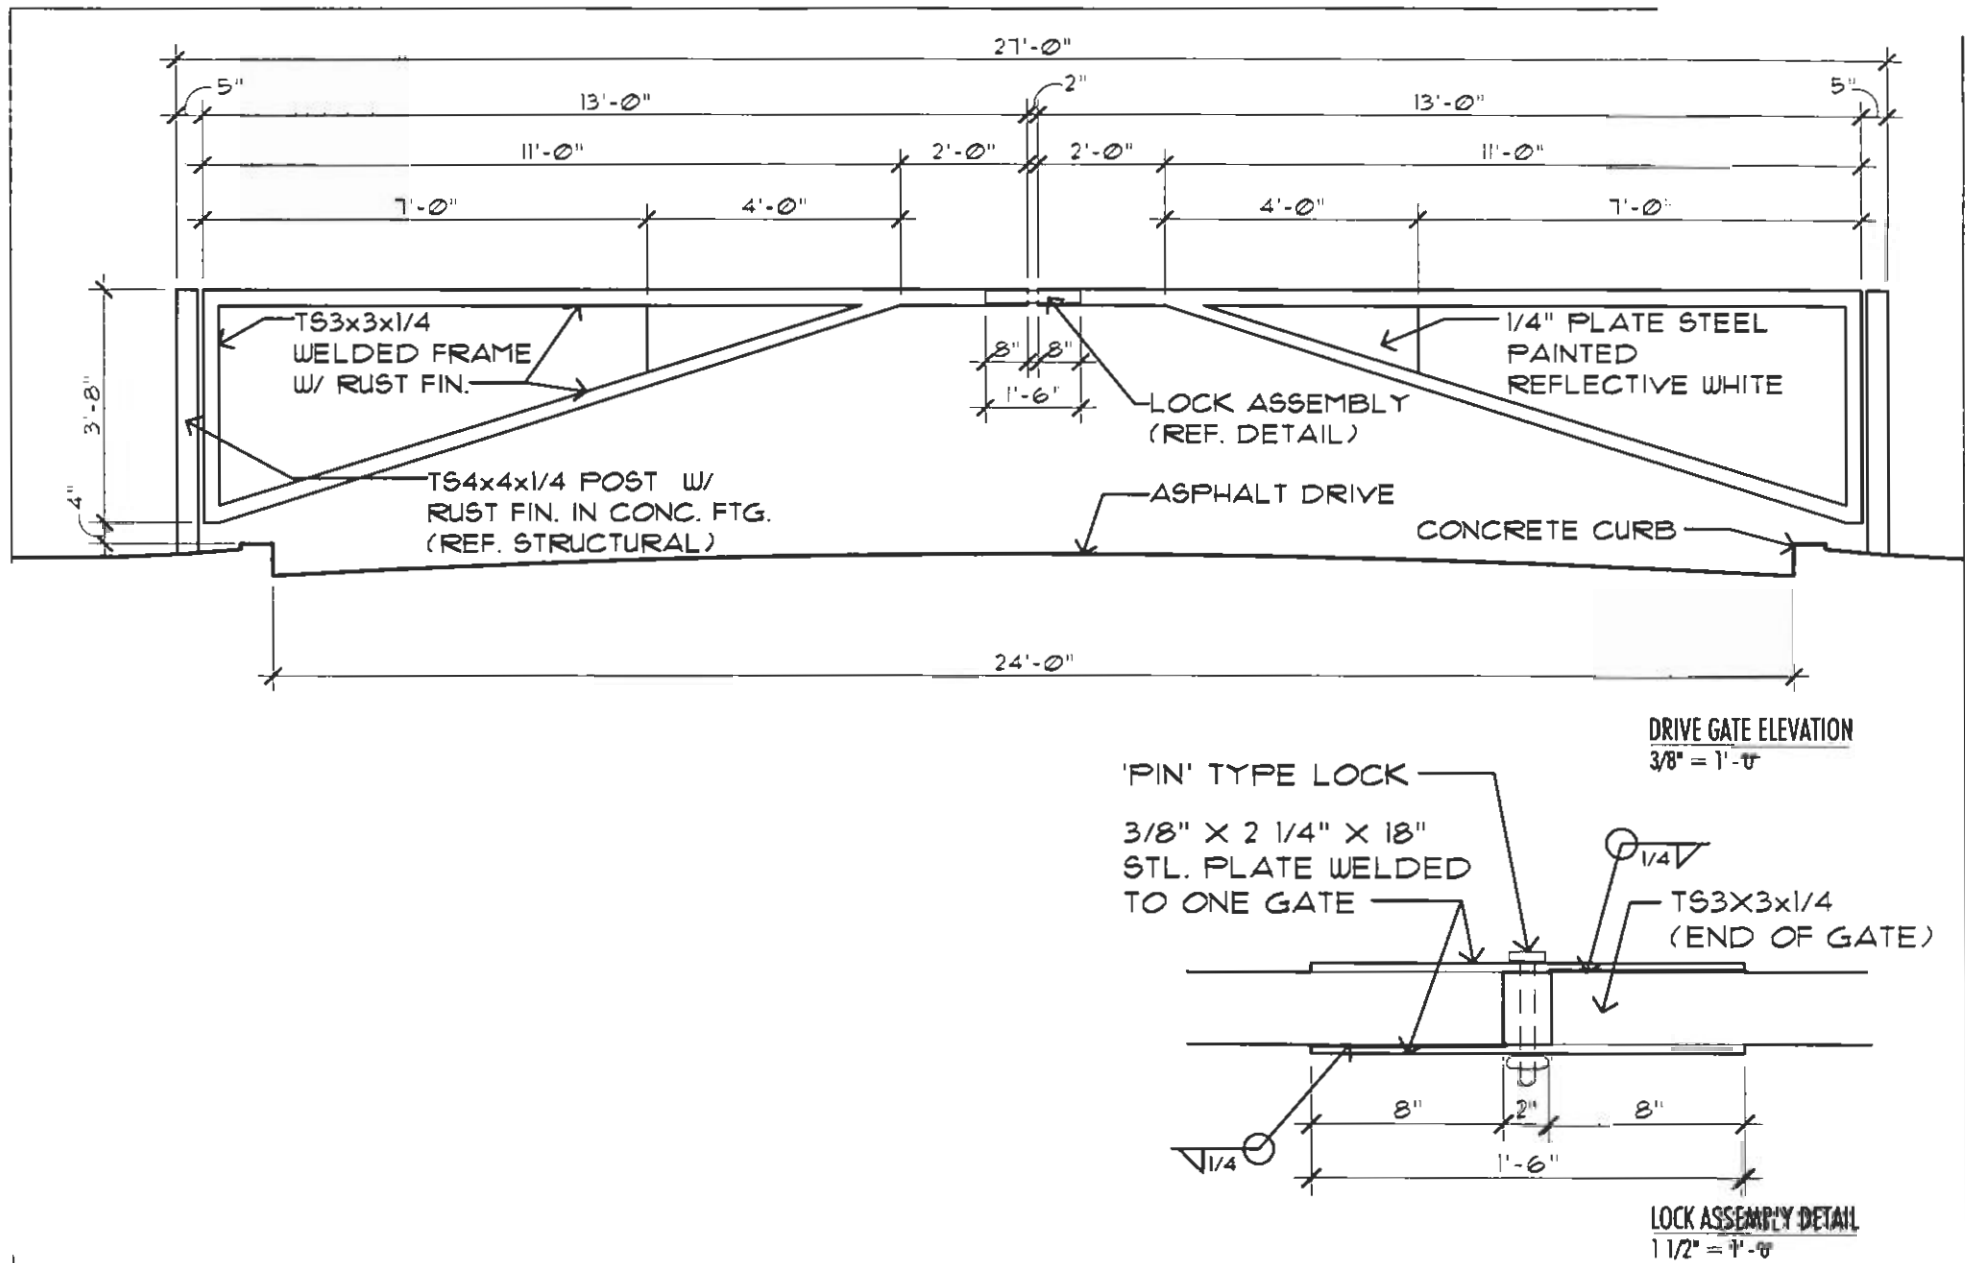 27'-0"
5"
13'-0"
2"
13'-0"
5"
11'-0"
2'-0"
2'-0"
11'-0"
7'-0"
4'-0"
4'-0"
7'-0"
TS3x3x1/4
WELDED FRAME
W/ RUST FIN.
8"
8"
1'-6"
1/4" PLATE STEEL
PAINTED
REFLECTIVE WHITE
LOCK ASSEMBLY
(REF. DETAIL)
3'-8"
4"
TS4x4x1/4 POST W/
RUST FIN. IN CONC. FTG.
(REF. STRUCTURAL)
ASPHALT DRIVE
CONCRETE CURB
24'-0"
DRIVE GATE ELEVATION
3/8" = 1'-0"
'PIN' TYPE LOCK
3/8" X 2 1/4" X 18"
STL. PLATE WELDED
TO ONE GATE
1/4
TS3X3x1/4
(END OF GATE)
8"
2"
8"
1/4
1'-6"
LOCK ASSEMBLY DETAIL
1 1/2" = 1'-0"